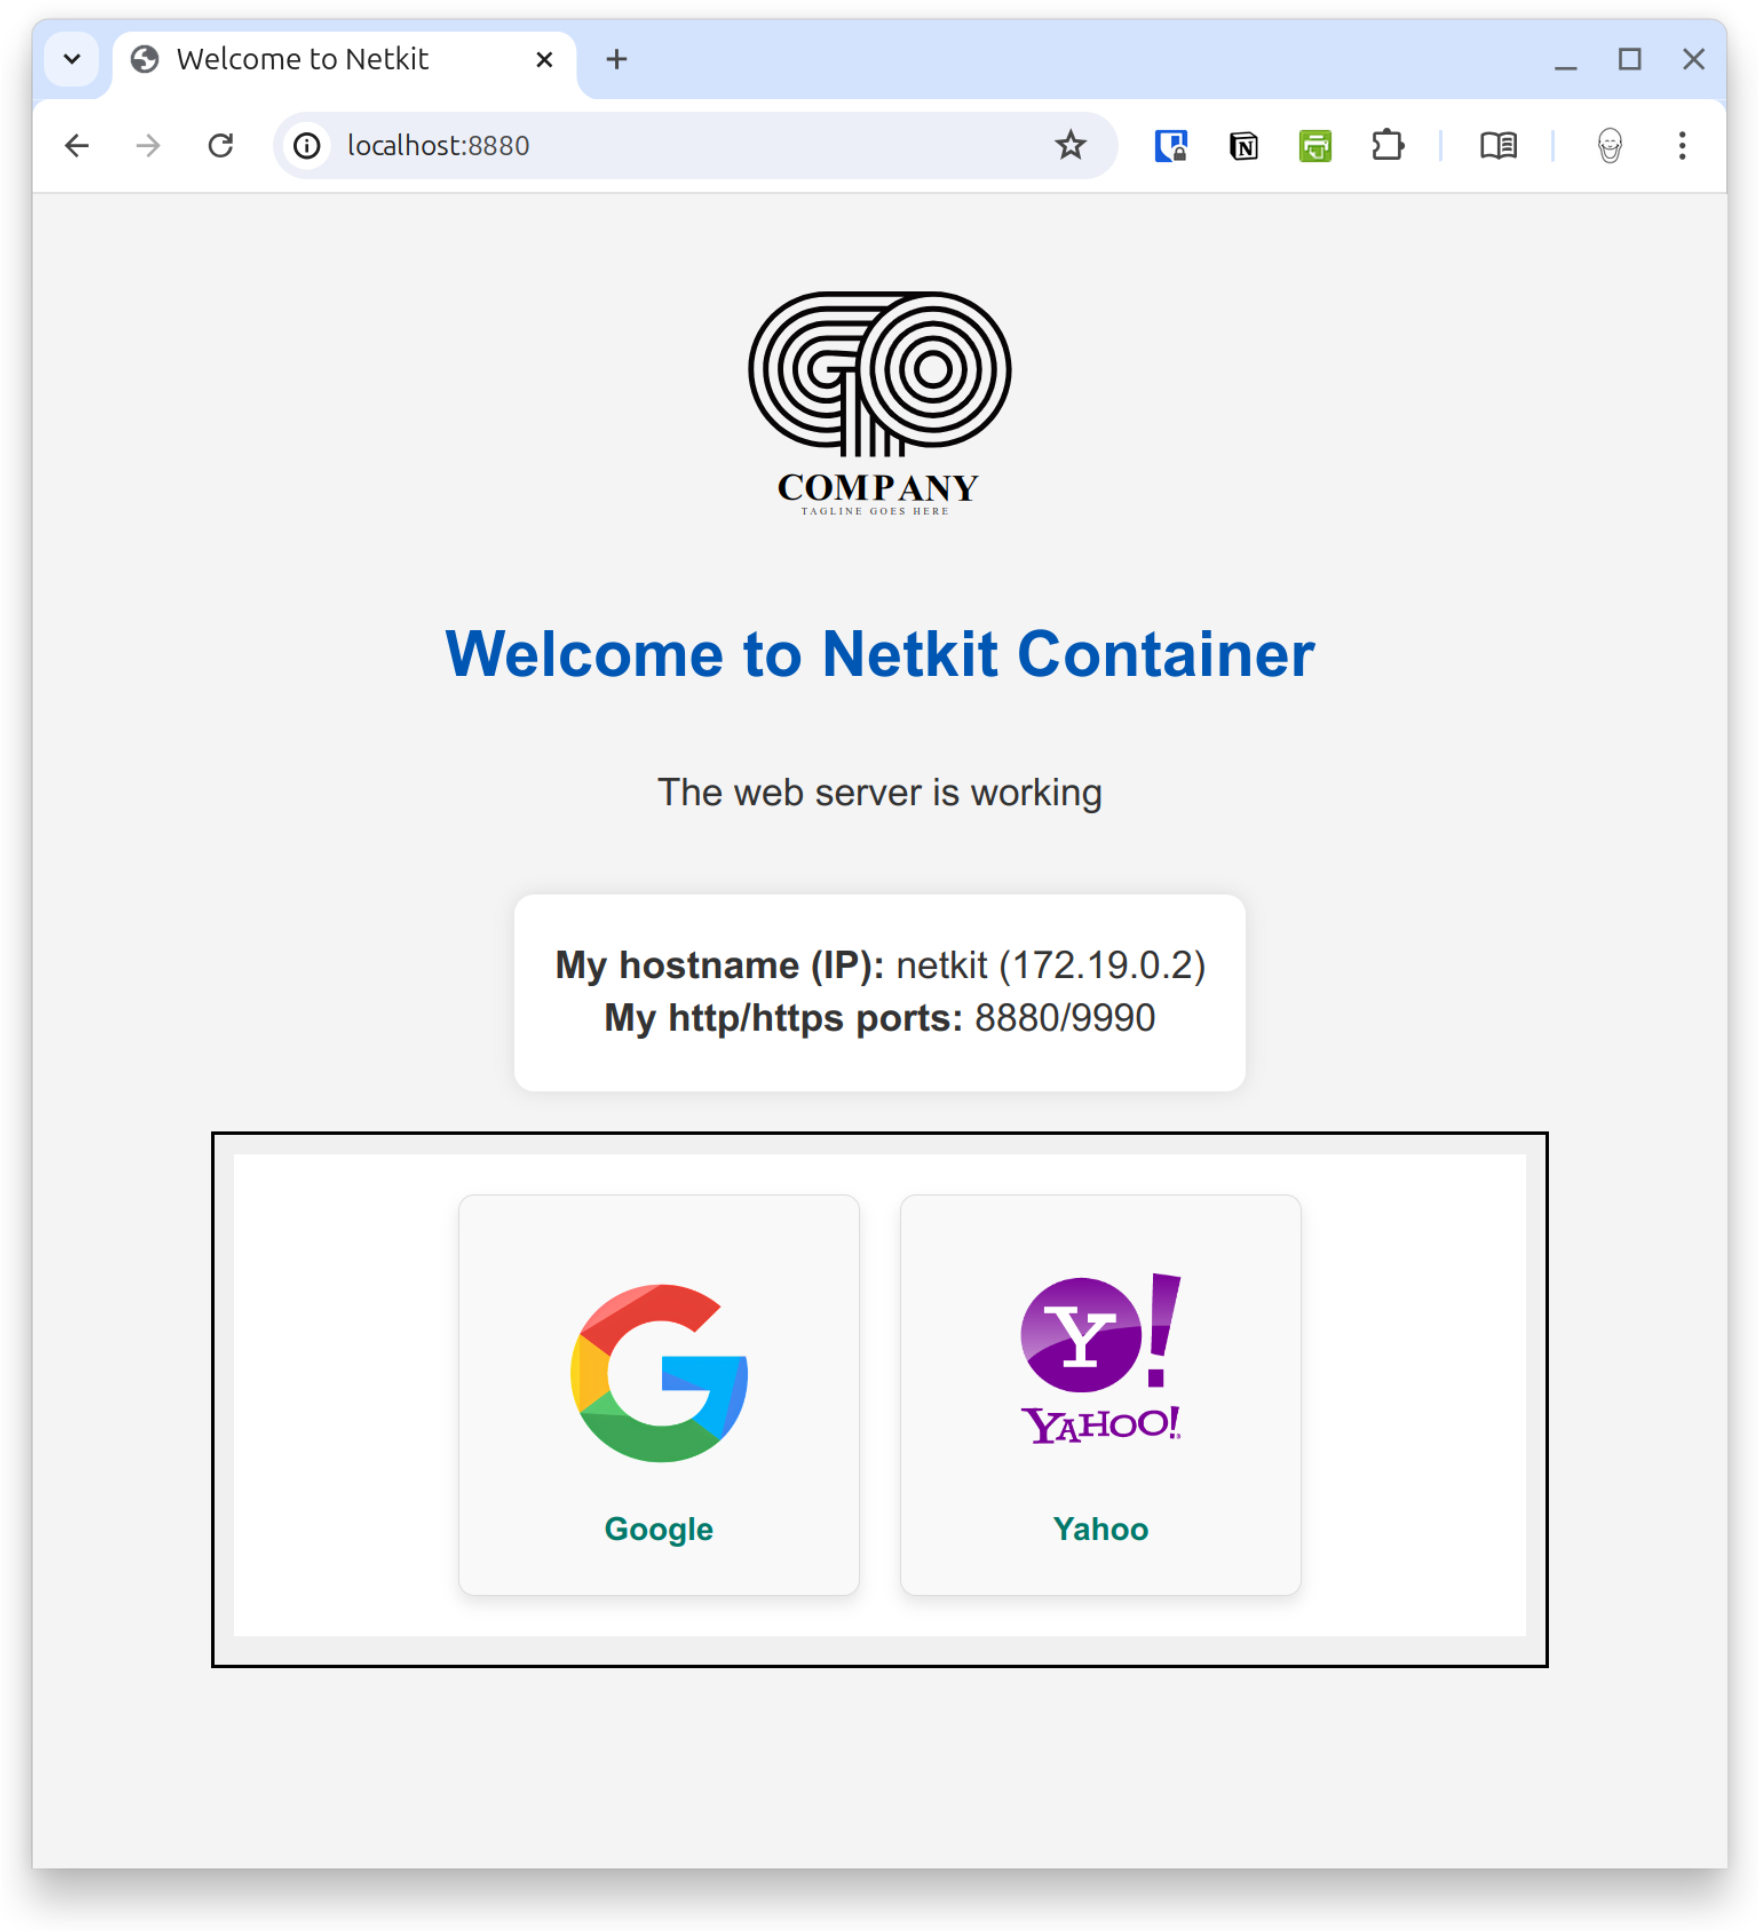 Welcome to Netkit
localhost:8880
COMPANY
TAGLINE GOES HERE
Welcome to Netkit Container
The web server is working
My hostname (IP): netkit (172.19.0.2)
My http/https ports: 8880/9990
Y!
YAHOO!
Google
Yahoo